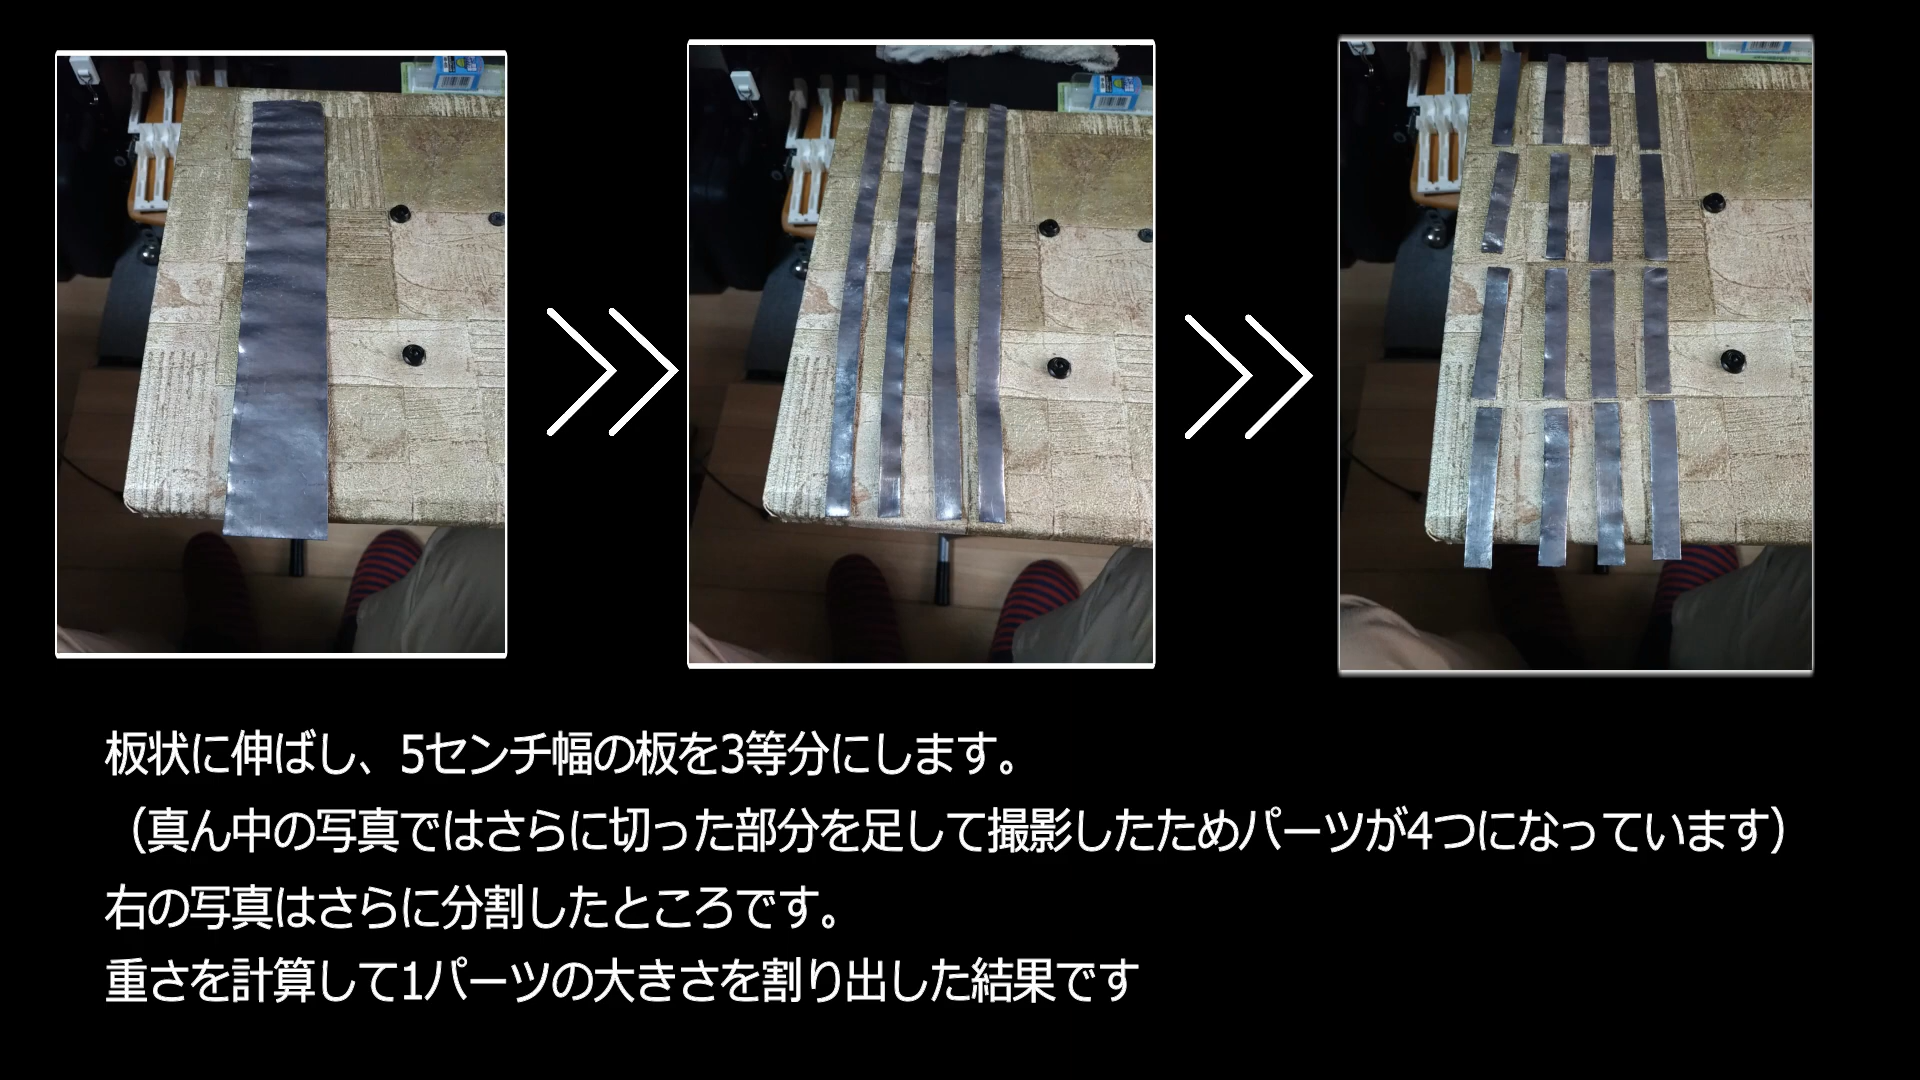 板状に伸ばし、5センチ幅の板を3等分にします。
（真ん中の写真ではさらに切った部分を足して撮影したためパーツが4つになっています）
右の写真はさらに分割したところです。
重さを計算して1パーツの大きさを割り出した結果です